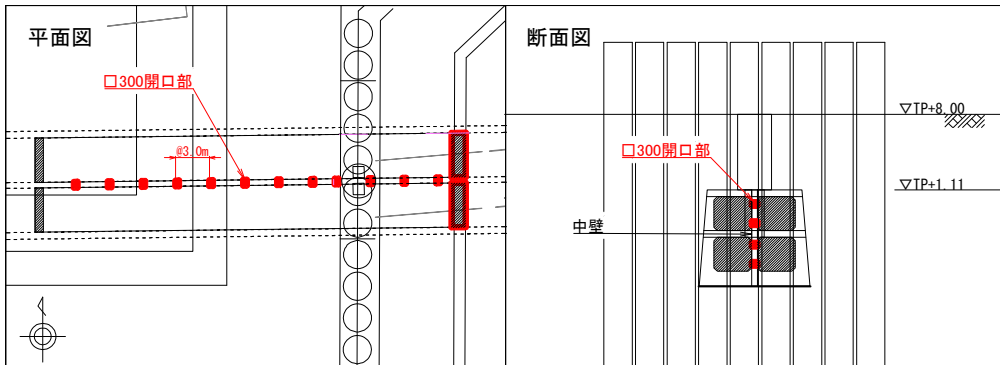 平面図
□300開口部
@3.0m
断面図
▽TP+8.00
□300開口部
▽TP+1.11
中壁